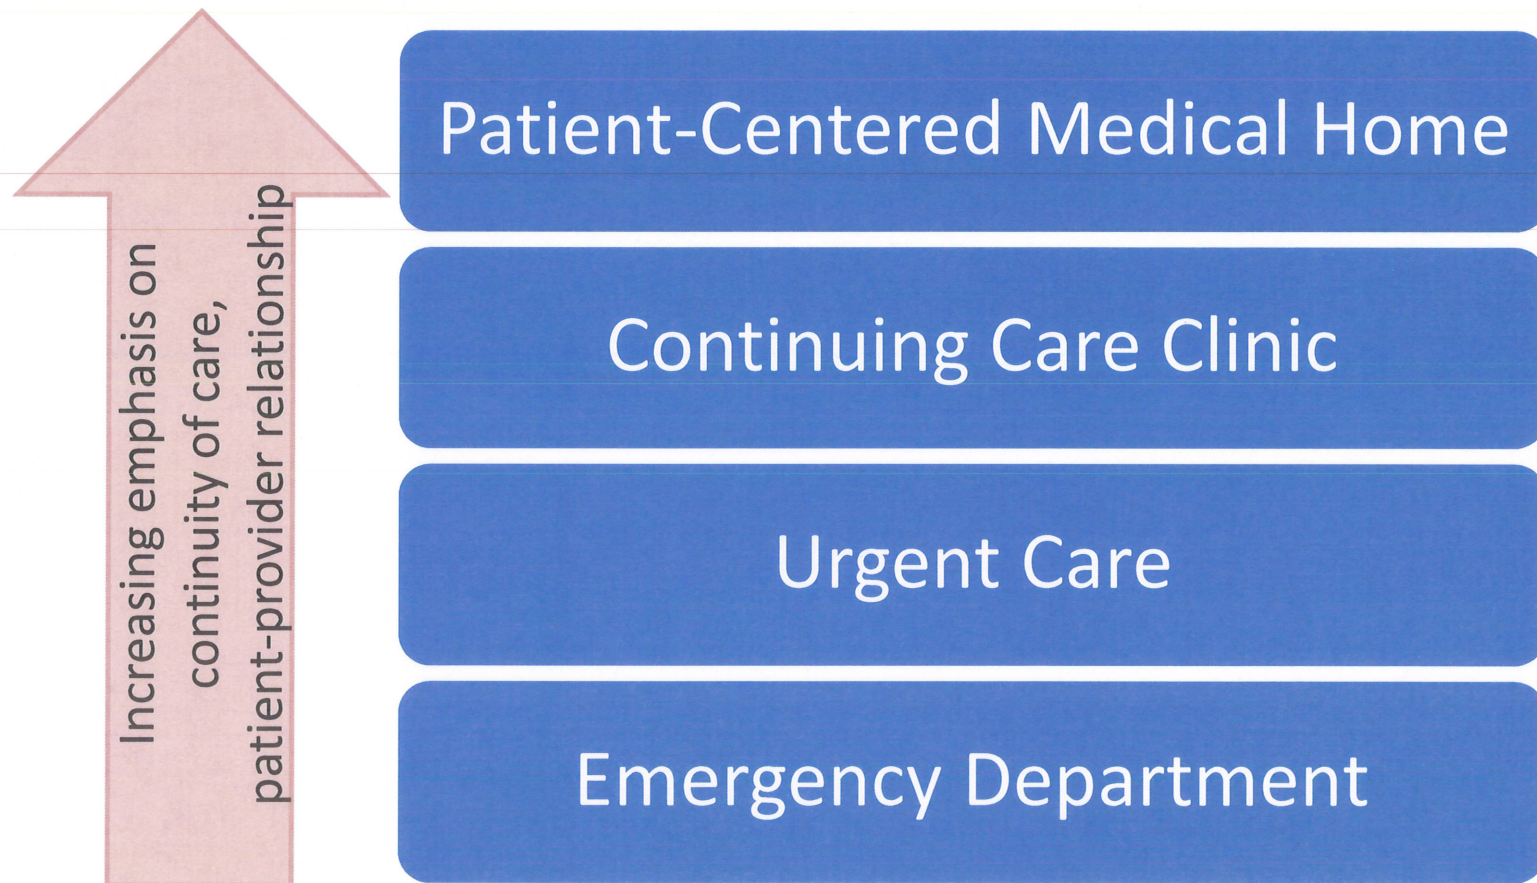 Increasing emphasis on
continuity of care,
patient-provider relationship
Patient-Centered Medical Home
Continuing Care Clinic
Urgent Care
Emergency Department